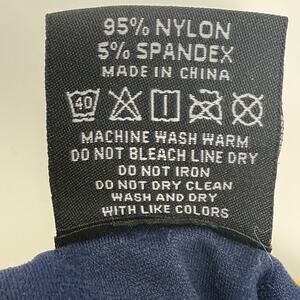 95% NYLON
5% SPANDEX
MADE IN CHINA
40
MACHINE WASH WARM
DO NOT BLEACH LINE DRY
DO NOT IRON
DO NOT DRY CLEAN
WASH AND DRY
WITH LIKE COLORS